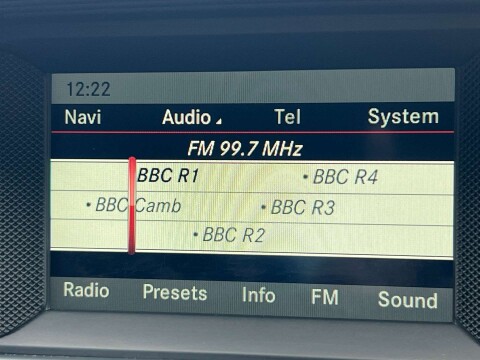 12:22
Navi Audio Tel System
FM 99.7 MHz
BBC R1 • BBC R4
• BBC Camb • BBC R3
• BBC R2
Radio Presets Info FM Sound